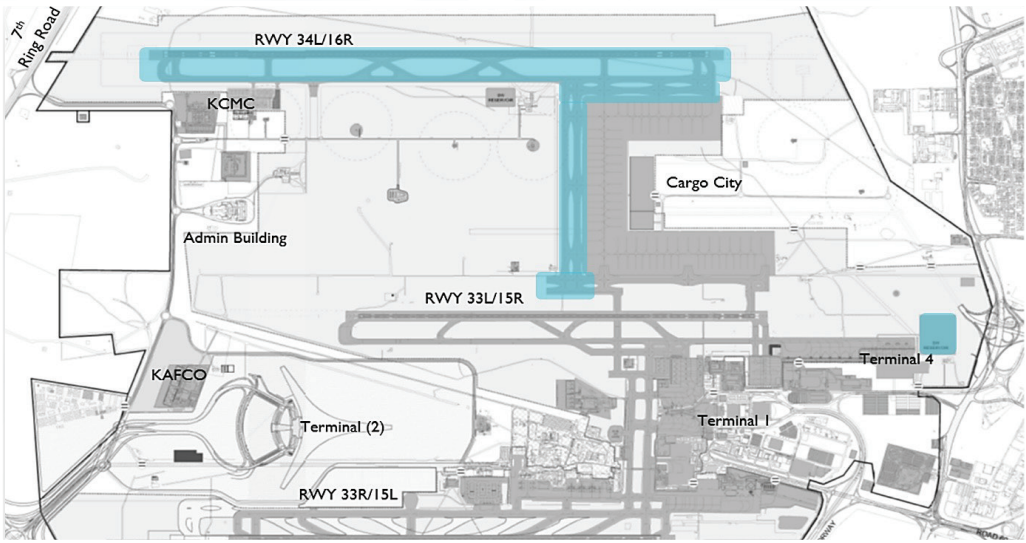 7th
Ring Road
RWY 34L/16R
KCMC
Cargo City
Admin Building
RWY 33L/15R
KAFCO
Terminal 4
Terminal 1
Terminal (2)
RWY 33R/15L